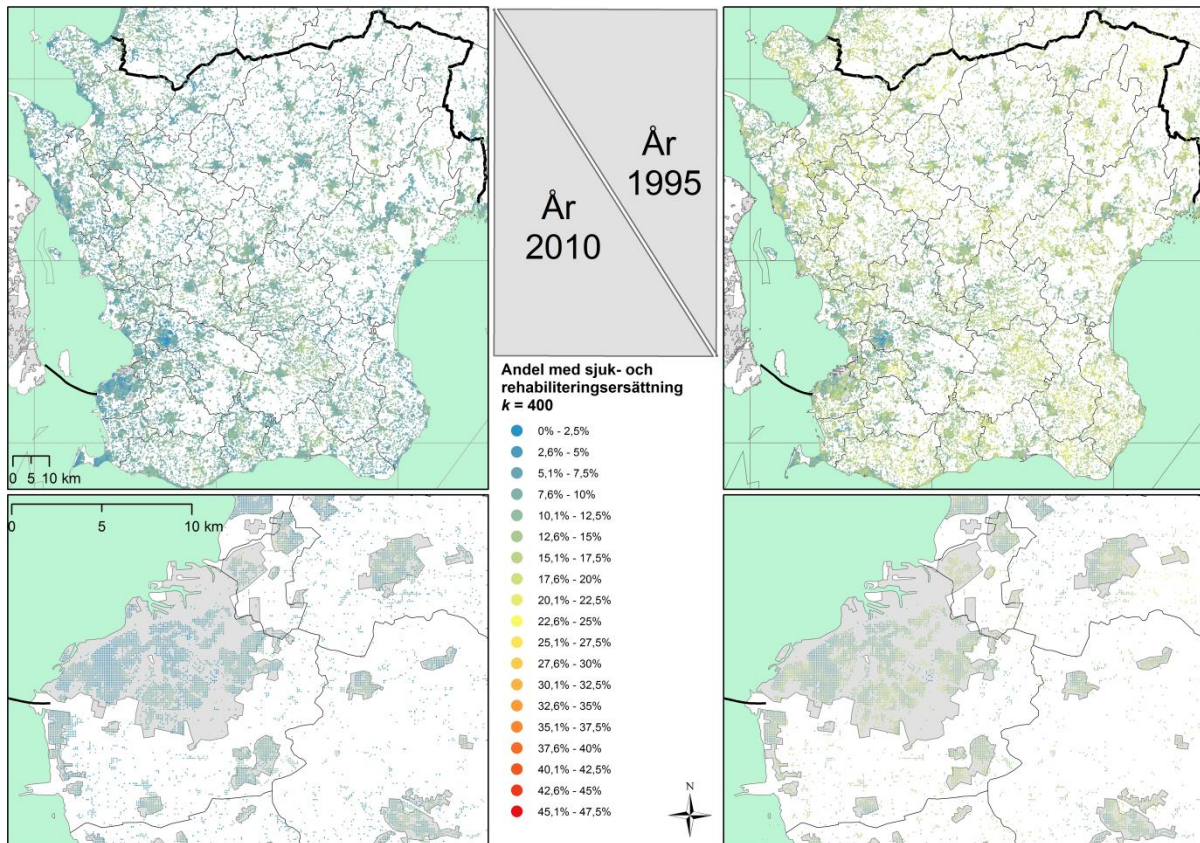 År
1995
År
2010
Andel med sjuk- och
rehabiliteringsersättning
k = 400
0% - 2,5%
2,6% - 5%
5,1% - 7,5%
7,6% - 10%
10,1% - 12,5%
12,6% - 15%
15,1% - 17,5%
17,6% - 20%
20,1% - 22,5%
22,6% - 25%
25,1% - 27,5%
27,6% - 30%
30,1% - 32,5%
32,6% - 35%
35,1% - 37,5%
37,6% - 40%
40,1% - 42,5%
42,6% - 45%
45,1% - 47,5%
0 5 10 km
0 5 10 km
N